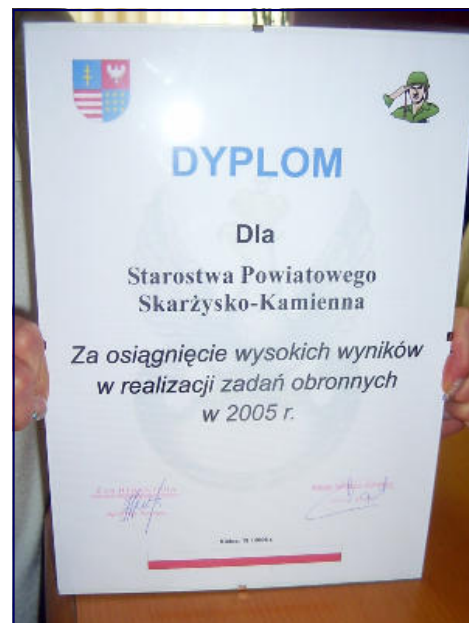 DYPLOM
Dla
Starostwa Powiatowego
Skarżysko-Kamienna
Za osiągnięcie wysokich wyników
w realizacji zadań obronnych
w 2005 r.